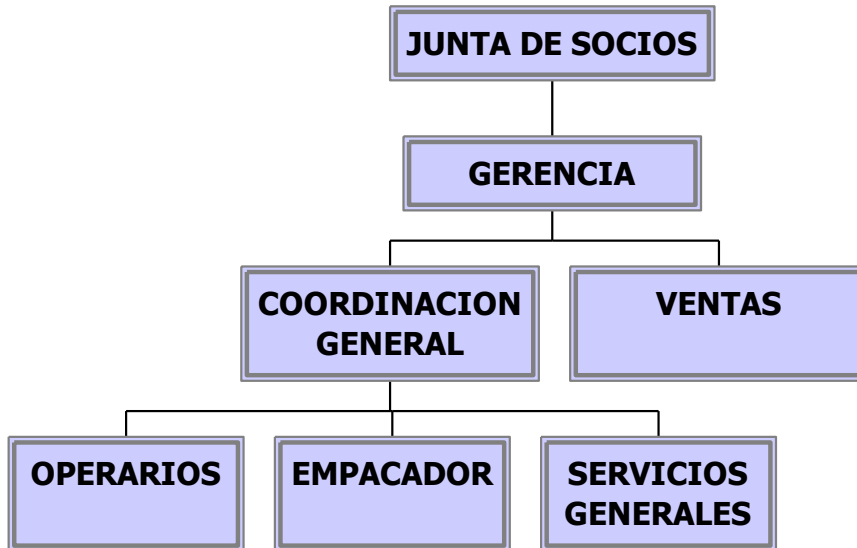 JUNTA DE SOCIOS
GERENCIA
COORDINACION
GENERAL
VENTAS
OPERARIOS
EMPACADOR
SERVICIOS
GENERALES